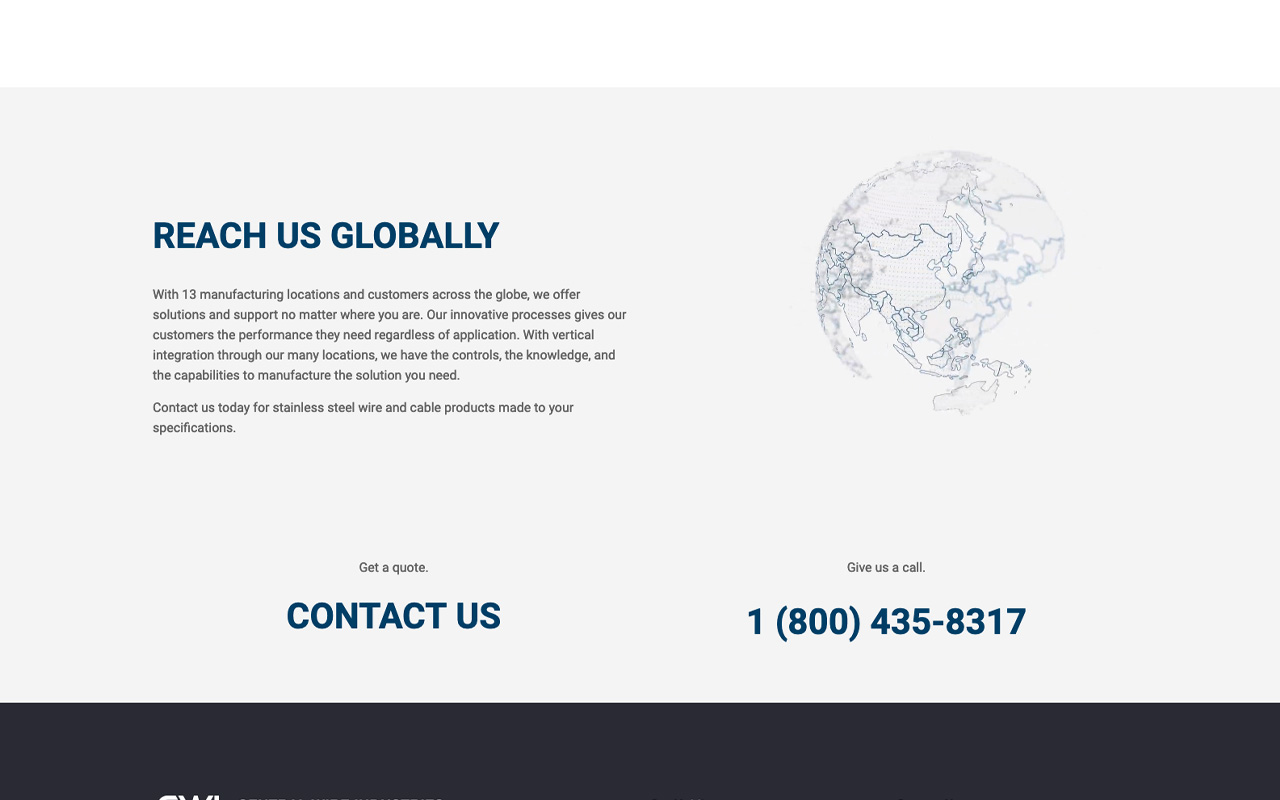 REACH US GLOBALLY
With 13 manufacturing locations and customers across the globe, we offer
solutions and support no matter where you are. Our innovative processes gives our
customers the performance they need regardless of application. With vertical
integration through our many locations, we have the controls, the knowledge, and
the capabilities to manufacture the solution you need.
Contact us today for stainless steel wire and cable products made to your
specifications.
Get a quote.
CONTACT US
Give us a call.
1 (800) 435-8317